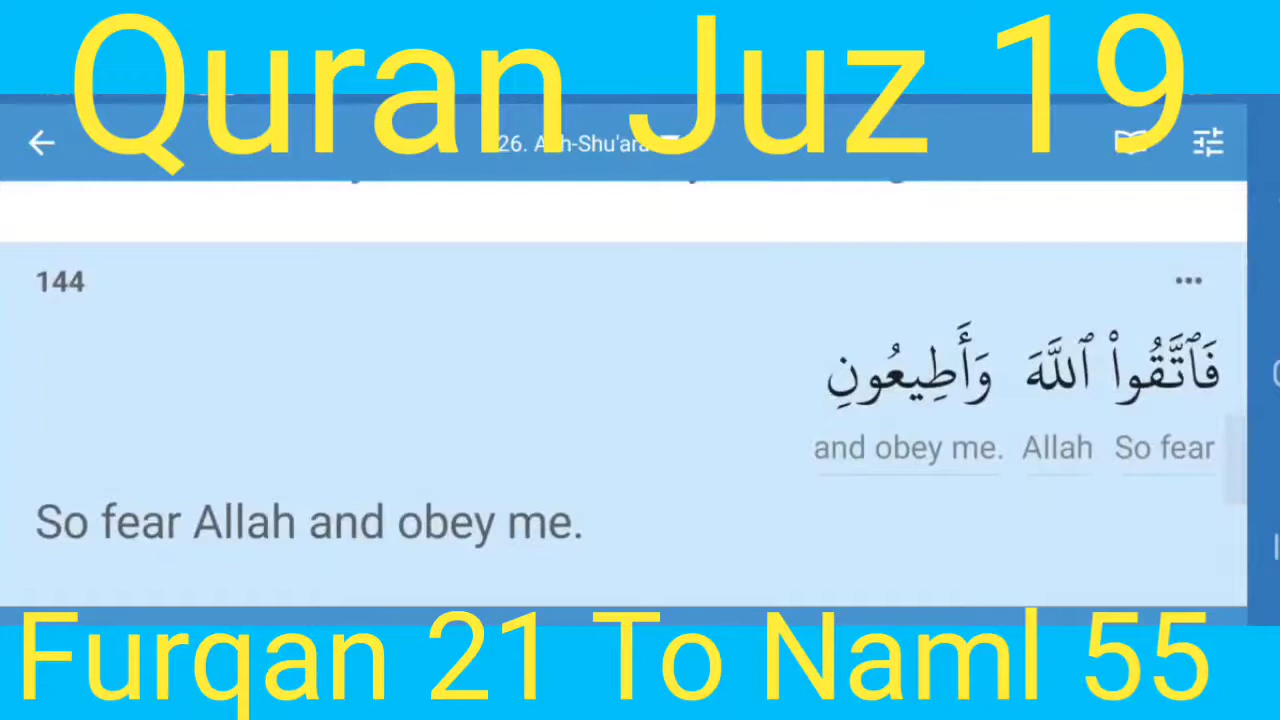 Quran Juz 19
26. Ash-Shu'ara
144
فَٱتَّقُوا۟ ٱللَّهَ وَأَطِيعُونِ
and obey me. Allah So fear
So fear Allah and obey me.
Furqan 21 To Naml 55